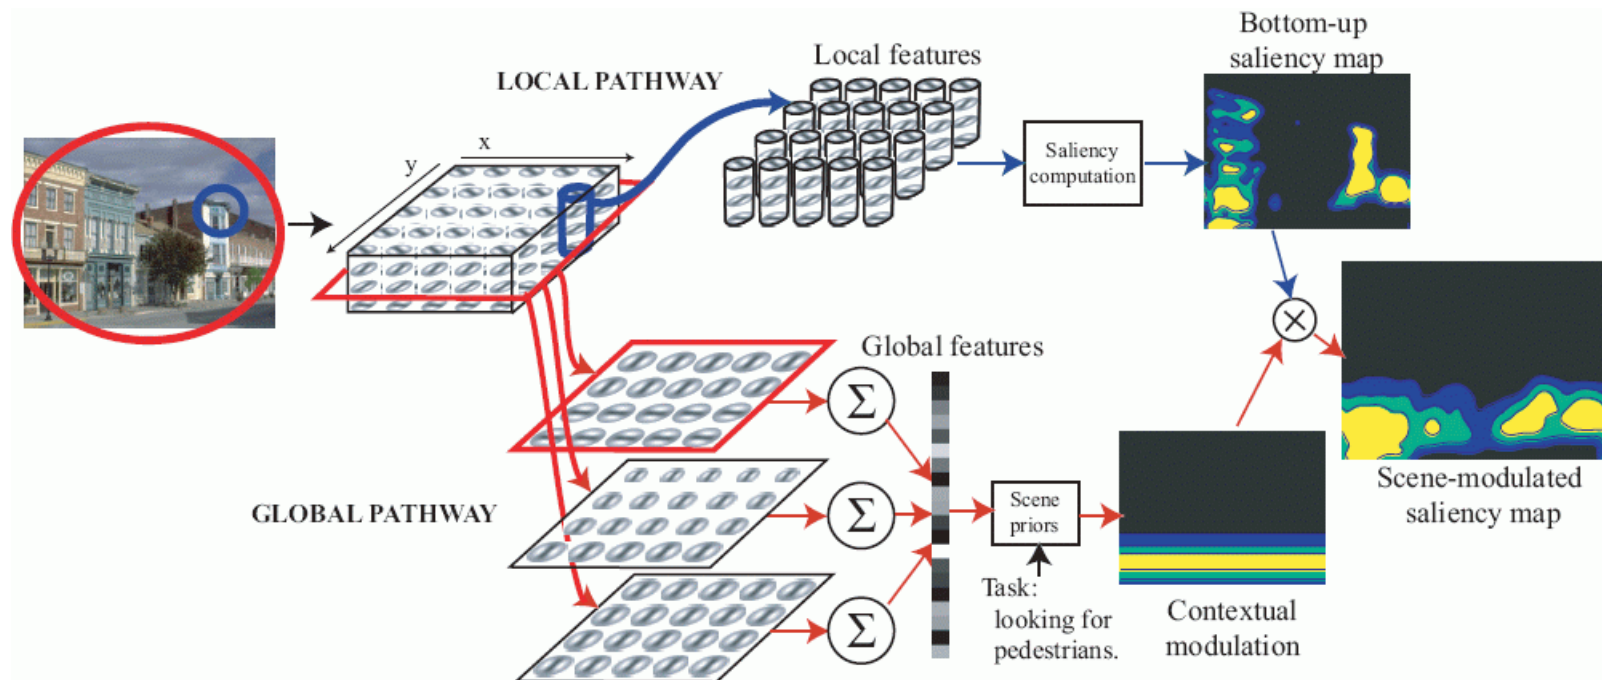 Bottom-up
saliency map
Local features
LOCAL PATHWAY
x
y
Saliency
computation
Global features
Σ
GLOBAL PATHWAY
Σ
Scene
priors
Scene-modulated
saliency map
Task:
looking for
pedestrians.
Σ
Contextual
modulation